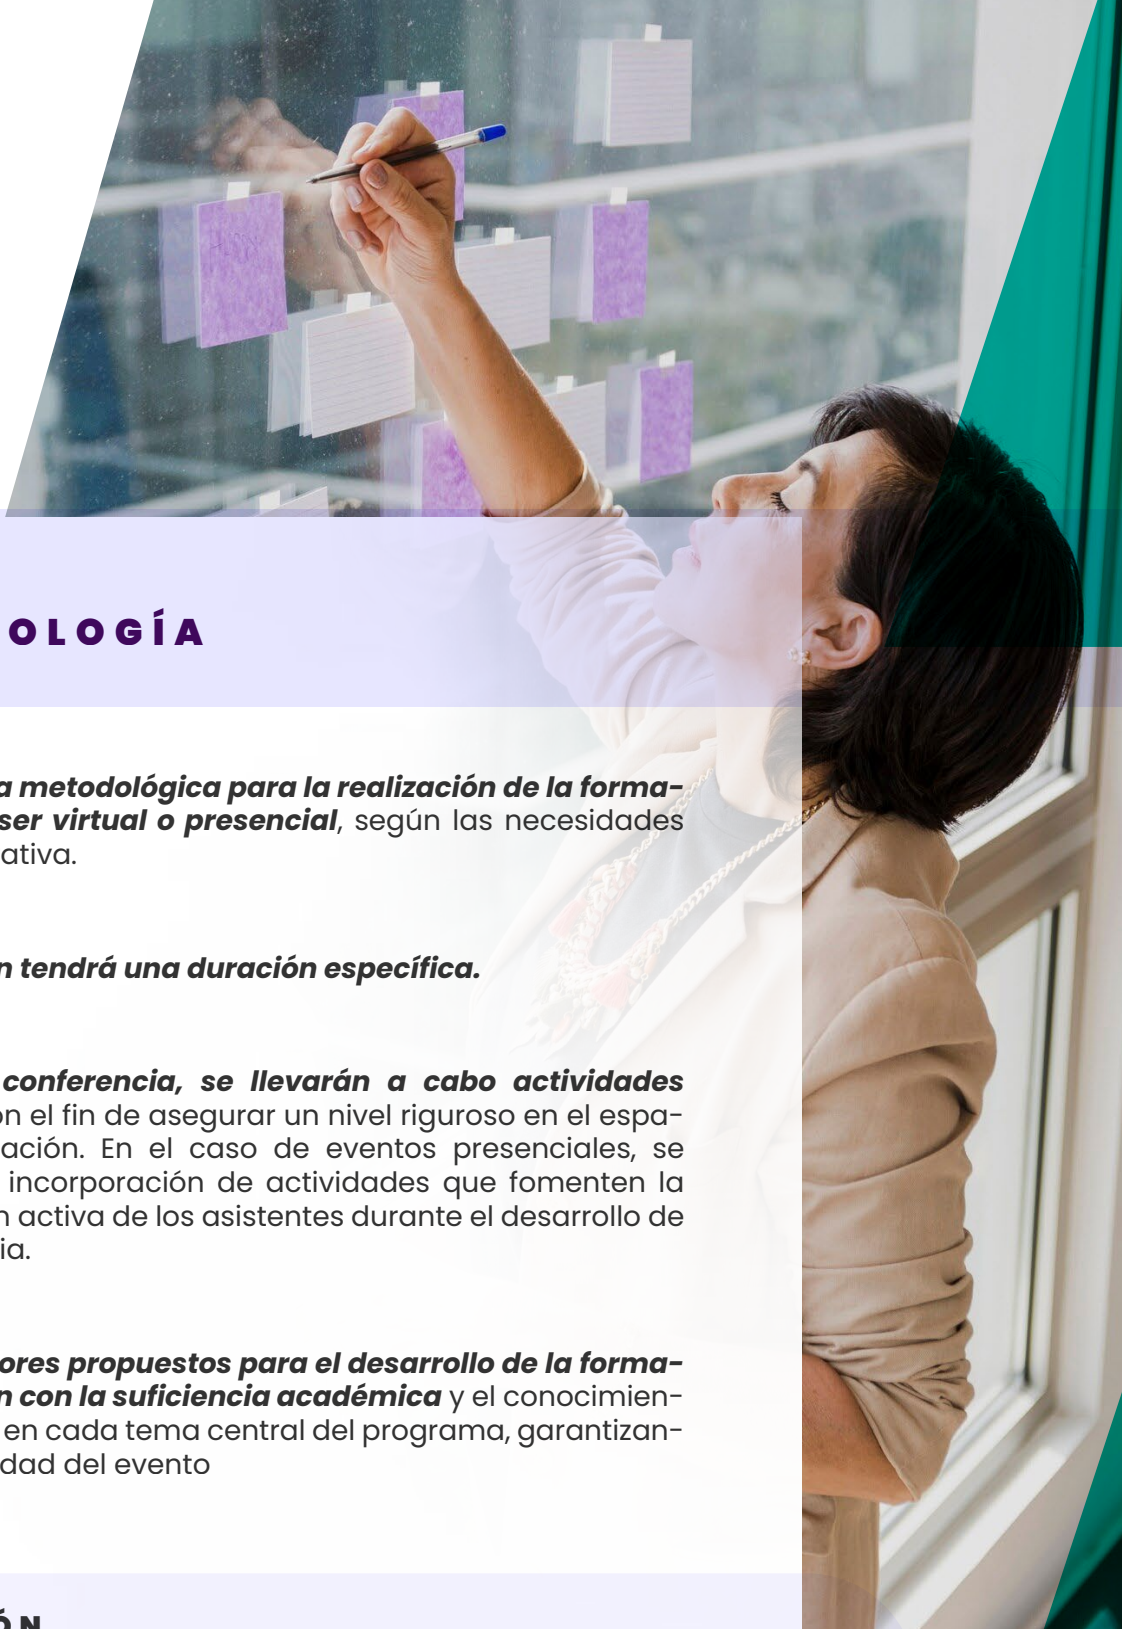 OLOGÍA
a metodológica para la realización de la forma-
ser virtual o presencial, según las necesidades
ativa.
n tendrá una duración específica.
conferencia, se llevarán a cabo actividades
on el fin de asegurar un nivel riguroso en el espa-
ación. En el caso de eventos presenciales, se
incorporación de actividades que fomenten la
n activa de los asistentes durante el desarrollo de
ia.
ores propuestos para el desarrollo de la forma-
n con la suficiencia académica y el conocimien-
en cada tema central del programa, garantizan-
dad del evento
ÓN